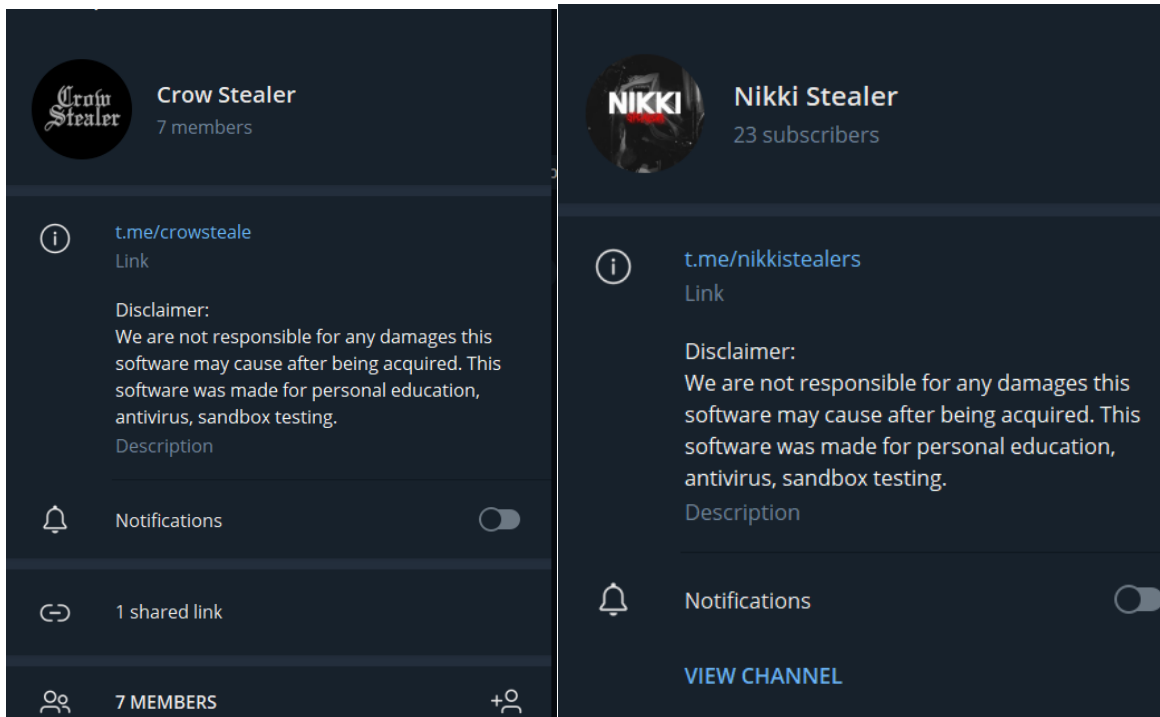 Crow
Stealer
Crow Stealer
7 members
t.me/crowsteale
Link
Disclaimer:
We are not responsible for any damages this
software may cause after being acquired. This
software was made for personal education,
antivirus, sandbox testing.
Description
Notifications
1 shared link
7 MEMBERS
NIKKI
Nikki Stealer
23 subscribers
t.me/nikkistealers
Link
Disclaimer:
We are not responsible for any damages this
software may cause after being acquired. This
software was made for personal education,
antivirus, sandbox testing.
Description
Notifications
VIEW CHANNEL